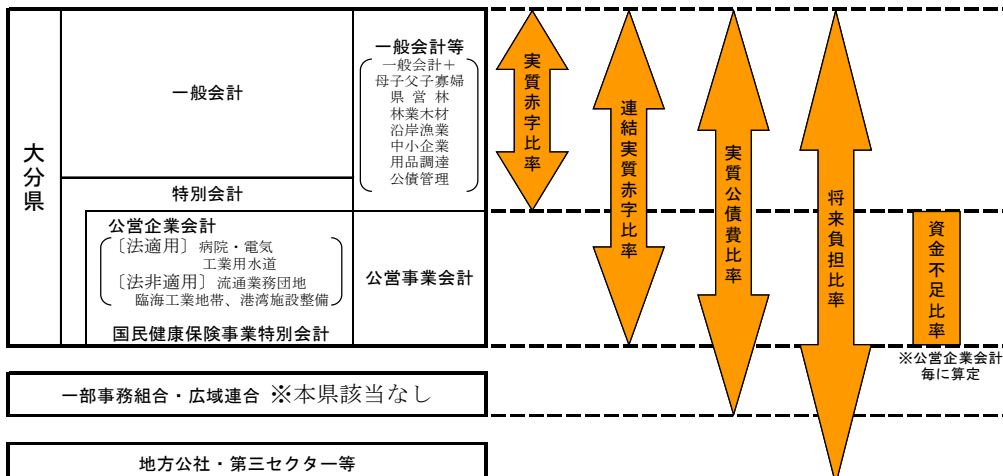 大分県
一般会計
一般会計等
一般会計＋
母子父子寡婦
県営林
林業木材
沿岸漁業
中小企業
用品調達
公債管理
特別会計
公営企業会計
〔法適用〕病院・電気
工業用水道
〔法非適用〕流通業務団地
臨海工業地帯、港湾施設整備
国民健康保険事業特別会計
公営事業会計
実質赤字比率
連結実質赤字比率
実質公債費比率
将来負担比率
資金不足比率
※公営企業会計
毎に算定
一部事務組合・広域連合 ※本県該当なし
地方公社・第三セクター等